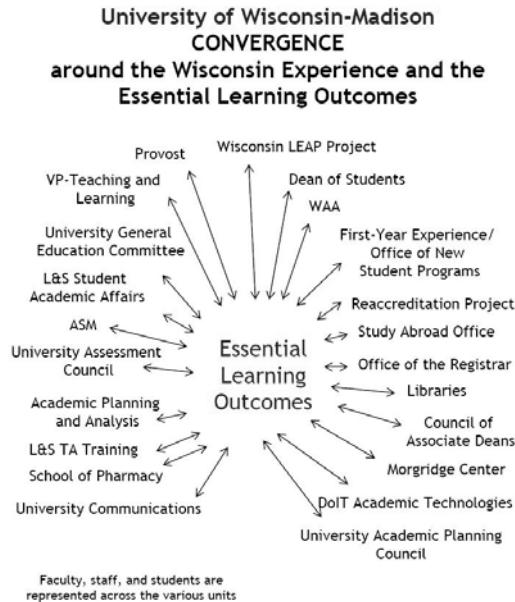 University of Wisconsin-Madison
CONVERGENCE
around the Wisconsin Experience and the
Essential Learning Outcomes
Wisconsin LEAP Project
Provost
Dean of Students
VP-Teaching and
Learning
WAA
University General
Education Committee
First-Year Experience/
Office of New
Student Programs
L&S Student
Academic Affairs
Reaccreditation Project
ASM
Study Abroad Office
University Assessment
Council
Essential
Learning
Outcomes
Office of the Registrar
Libraries
Academic Planning
and Analysis
Council of
Associate Deans
L&S TA Training
Morgridge Center
School of Pharmacy
DoIT Academic Technologies
University Communications
University Academic Planning
Council
Faculty, staff, and students are
represented across the various units